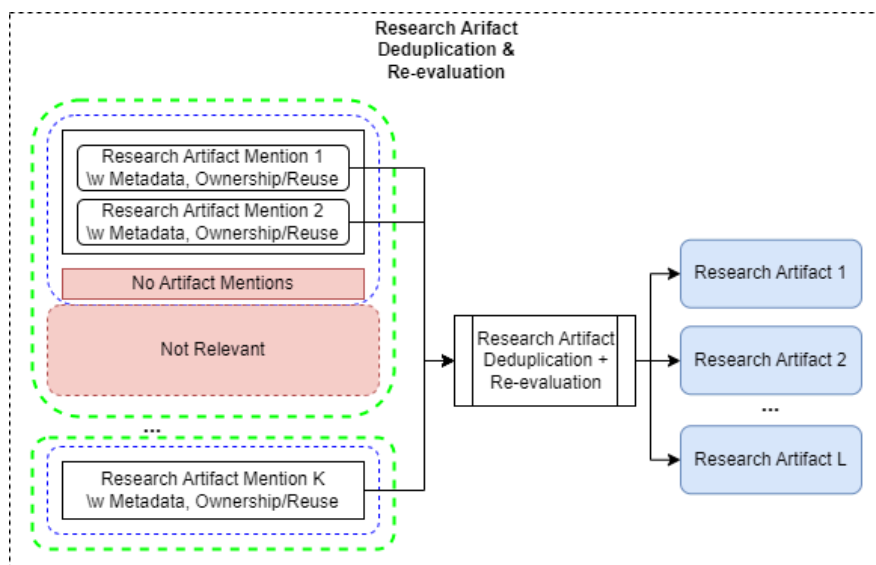 Research Arifact
Deduplication &
Re-evaluation
Research Artifact Mention 1
\w Metadata, Ownership/Reuse
Research Artifact Mention 2
\w Metadata, Ownership/Reuse
No Artifact Mentions
Not Relevant
...
Research Artifact Mention K
\w Metadata, Ownership/Reuse
Research Artifact
Deduplication +
Re-evaluation
Research Artifact 1
Research Artifact 2
...
Research Artifact L